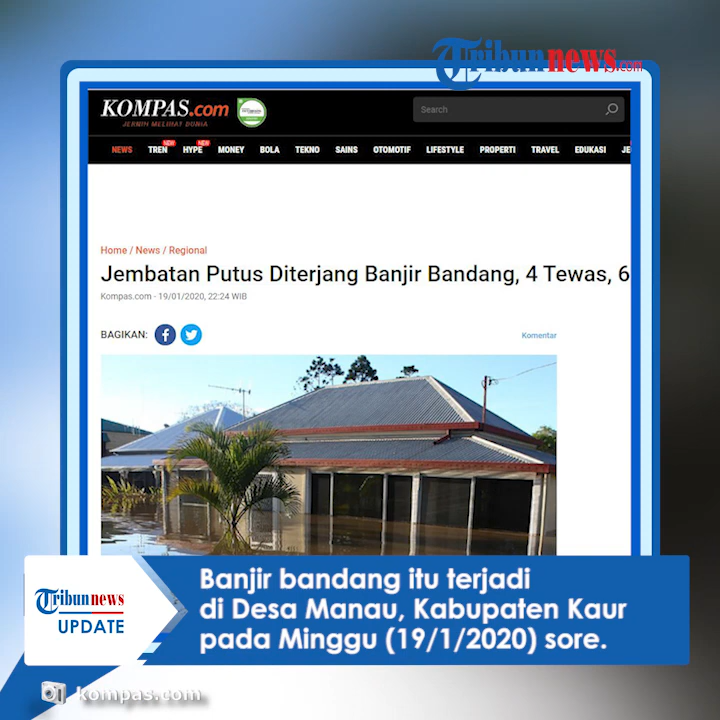 Tribunnews.com
KOMPAS.com
JERNIH MELIHAT DUNIA
Search
NEWS TREN NEW HYPE NEW MONEY BOLA TEKNO SAINS OTOMOTIF LIFESTYLE PROPERTI TRAVEL EDUKASI JE
Home / News / Regional
Jembatan Putus Diterjang Banjir Bandang, 4 Tewas, 6
Kompas.com - 19/01/2020, 22:24 WIB
BAGIKAN:
Komentar
Tribunnews
UPDATE
Banjir bandang itu terjadi
di Desa Manau, Kabupaten Kaur
pada Minggu (19/1/2020) sore.
kompas.com